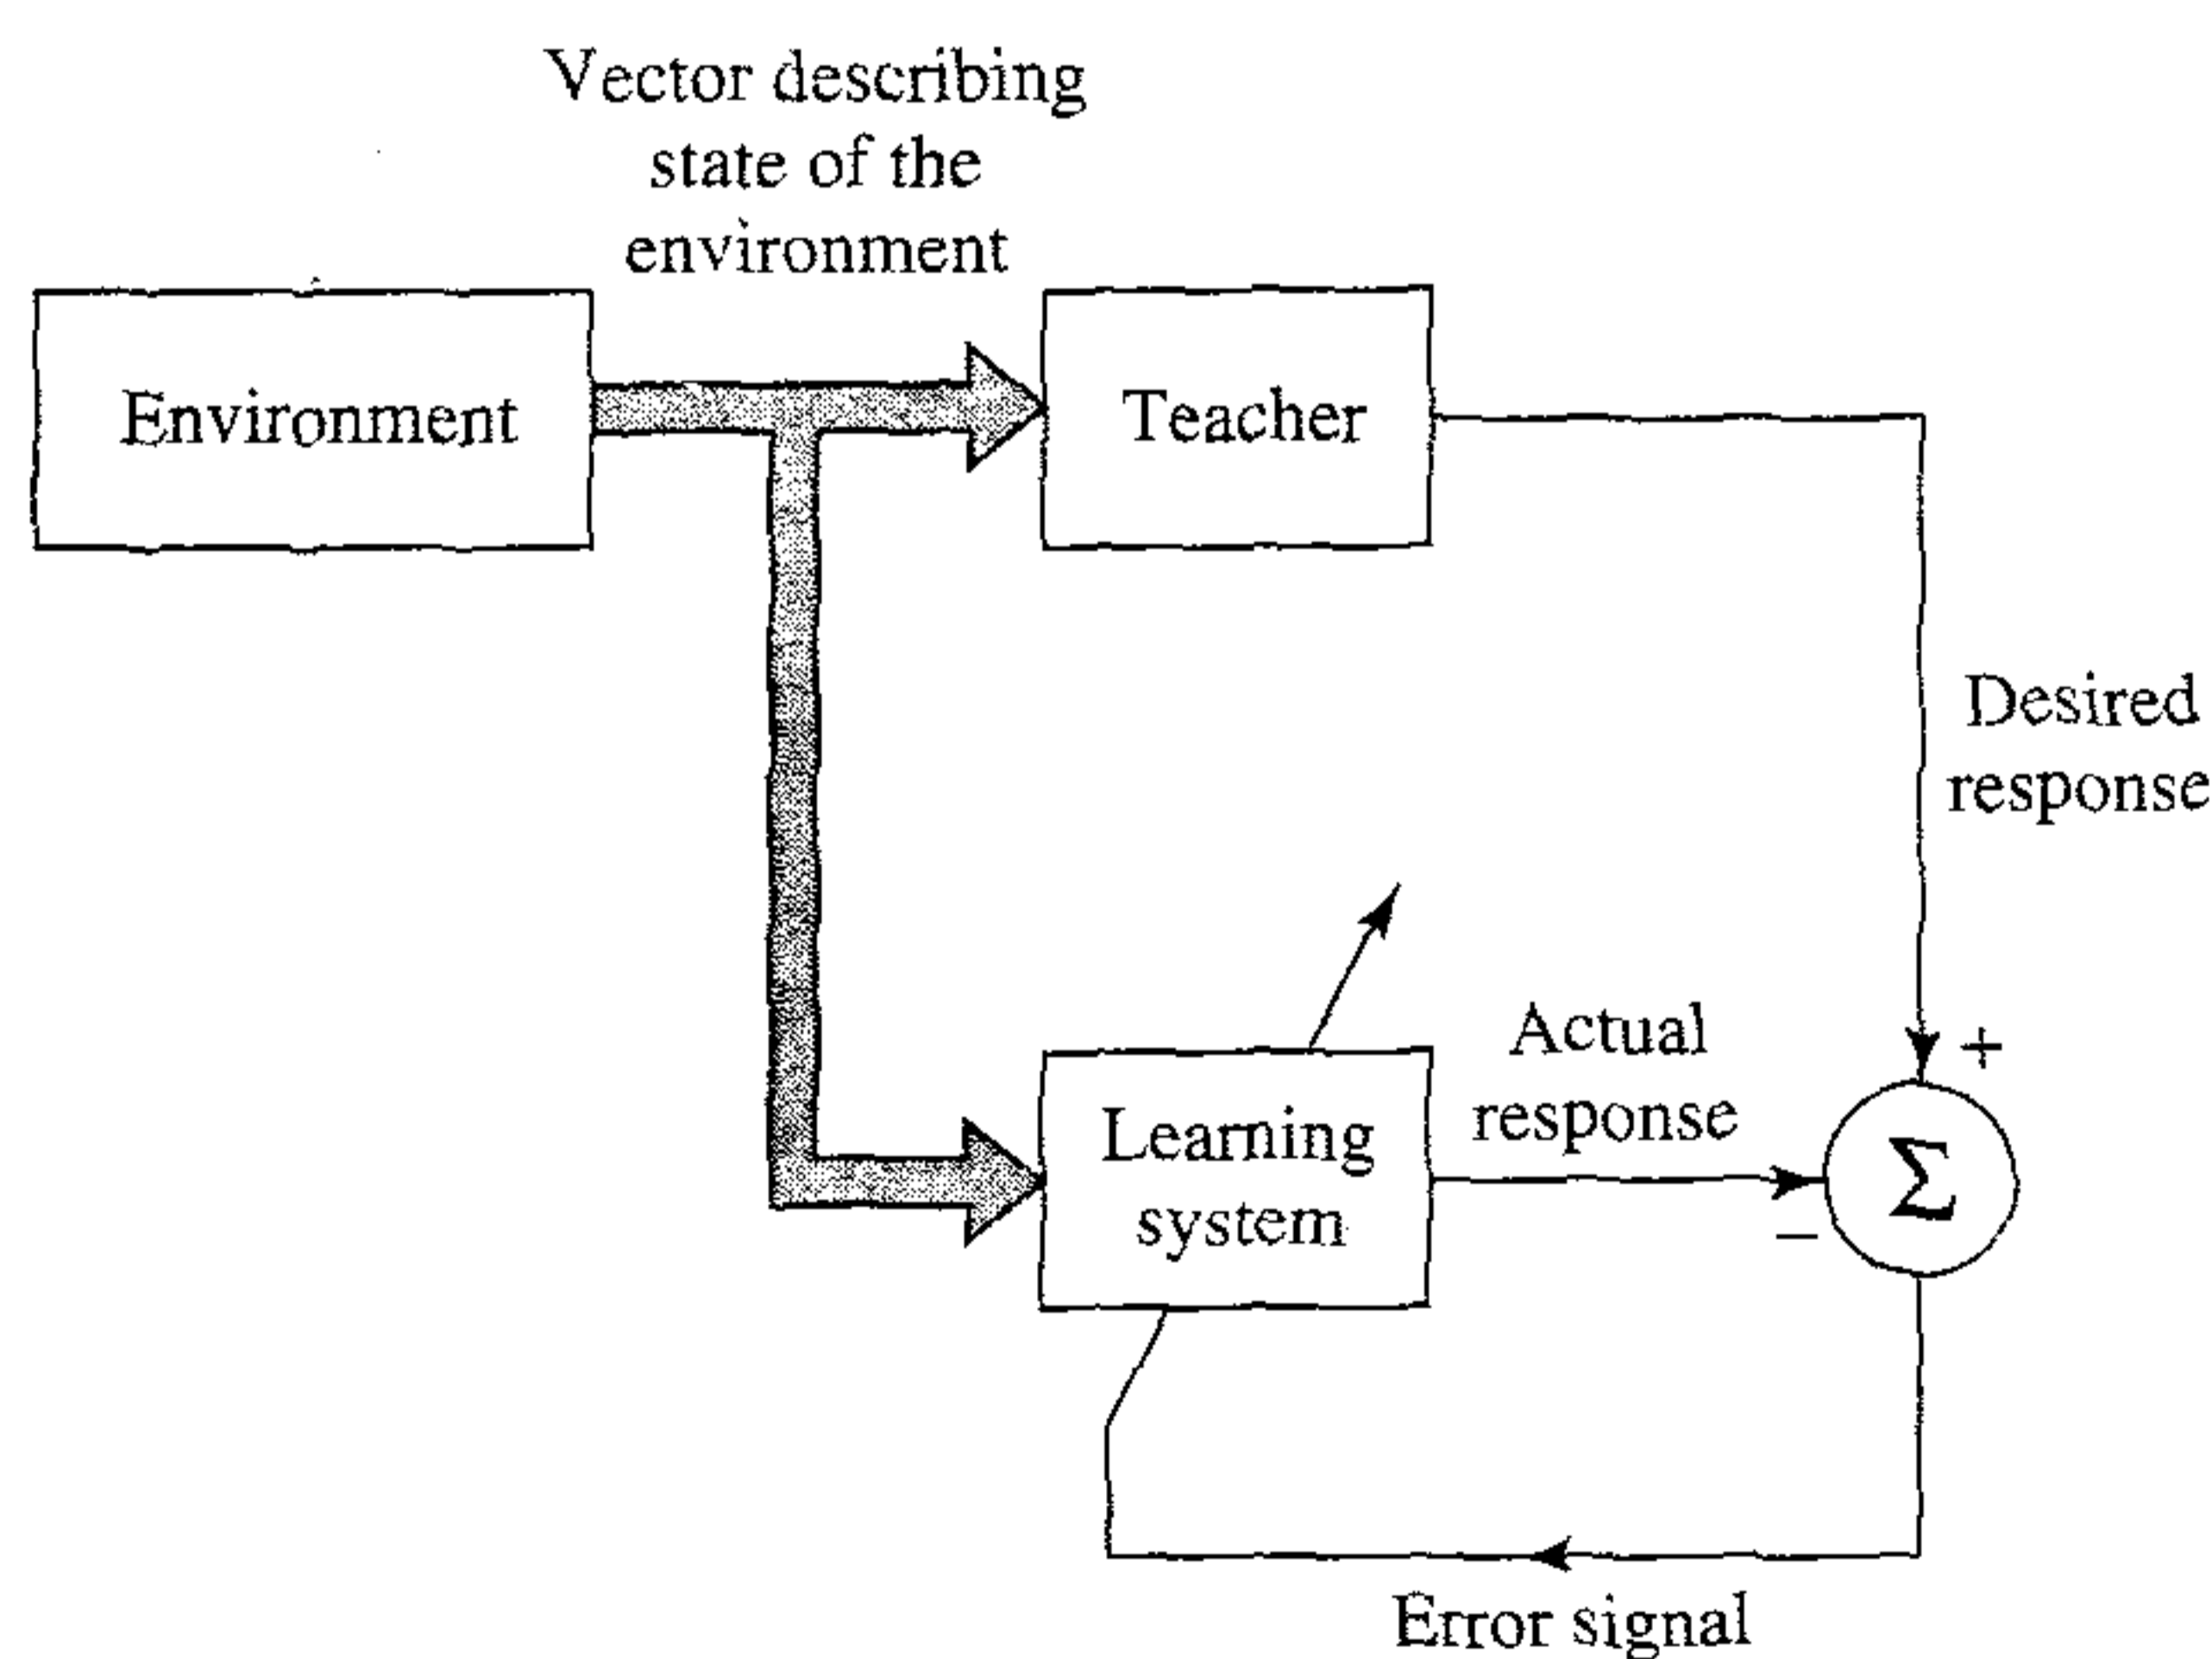 Vector describing
state of the
environment
Environment
Teacher
Desired
response
Actual
response
+
Learning
system
Σ
−
Error signal